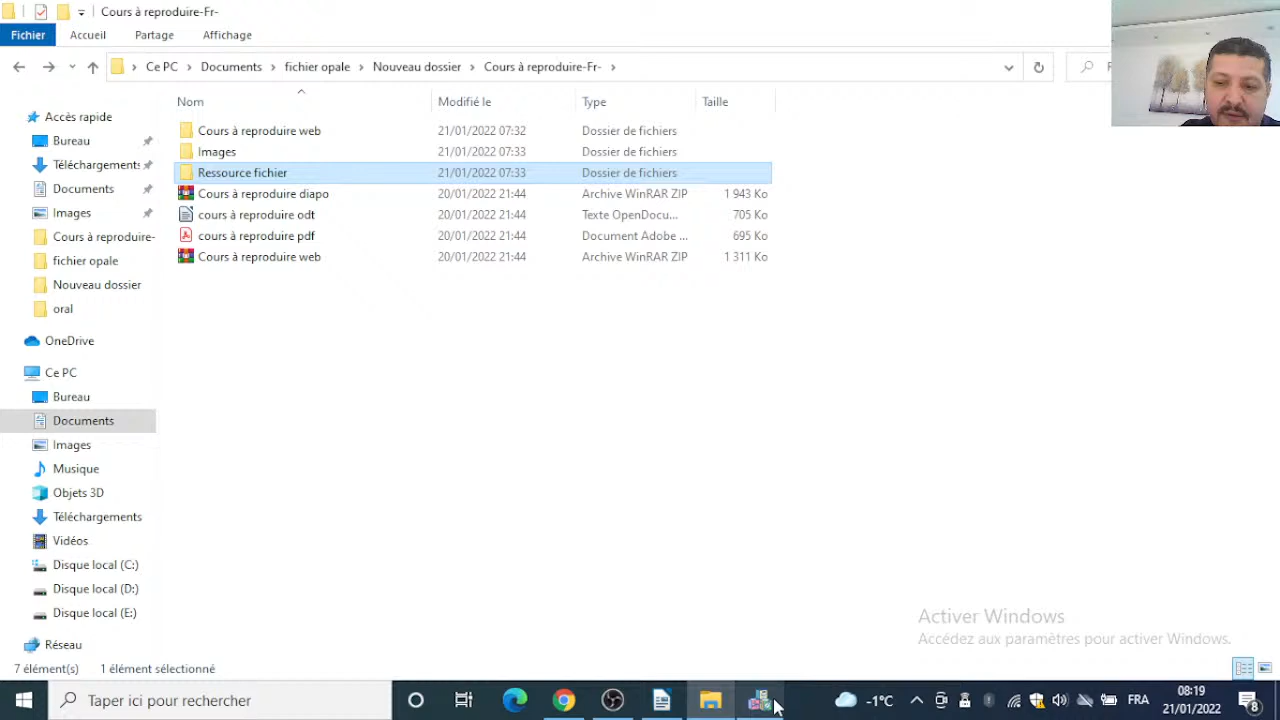 Cours à reproduire-Fr-
Fichier Accueil Partage Affichage
Ce PC Documents fichier opale Nouveau dossier Cours à reproduire-Fr-
Nom Modifié le Type Taille
Cours à reproduire web 21/01/2022 07:32 Dossier de fichiers
Images 21/01/2022 07:33 Dossier de fichiers
Ressource fichier 21/01/2022 07:33 Dossier de fichiers
Cours à reproduire diapo 20/01/2022 21:44 Archive WinRAR ZIP 1 943 Ko
cours à reproduire odt 20/01/2022 21:44 Texte OpenDocu... 705 Ko
cours à reproduire pdf 20/01/2022 21:44 Document Adobe ... 695 Ko
Cours à reproduire web 20/01/2022 21:44 Archive WinRAR ZIP 1 311 Ko
Accès rapide
Bureau
Téléchargements
Documents
Images
Cours à reproduire-
fichier opale
Nouveau dossier
oral
OneDrive
Ce PC
Bureau
Documents
Images
Musique
Objets 3D
Téléchargements
Vidéos
Disque local (C:)
Disque local (D:)
Disque local (E:)
Réseau
Activer Windows
Accédez aux paramètres pour activer Windows.
7 élément(s) 1 élément sélectionné
Taper ici pour rechercher
-1°C FRA 08:19
21/01/2022 8